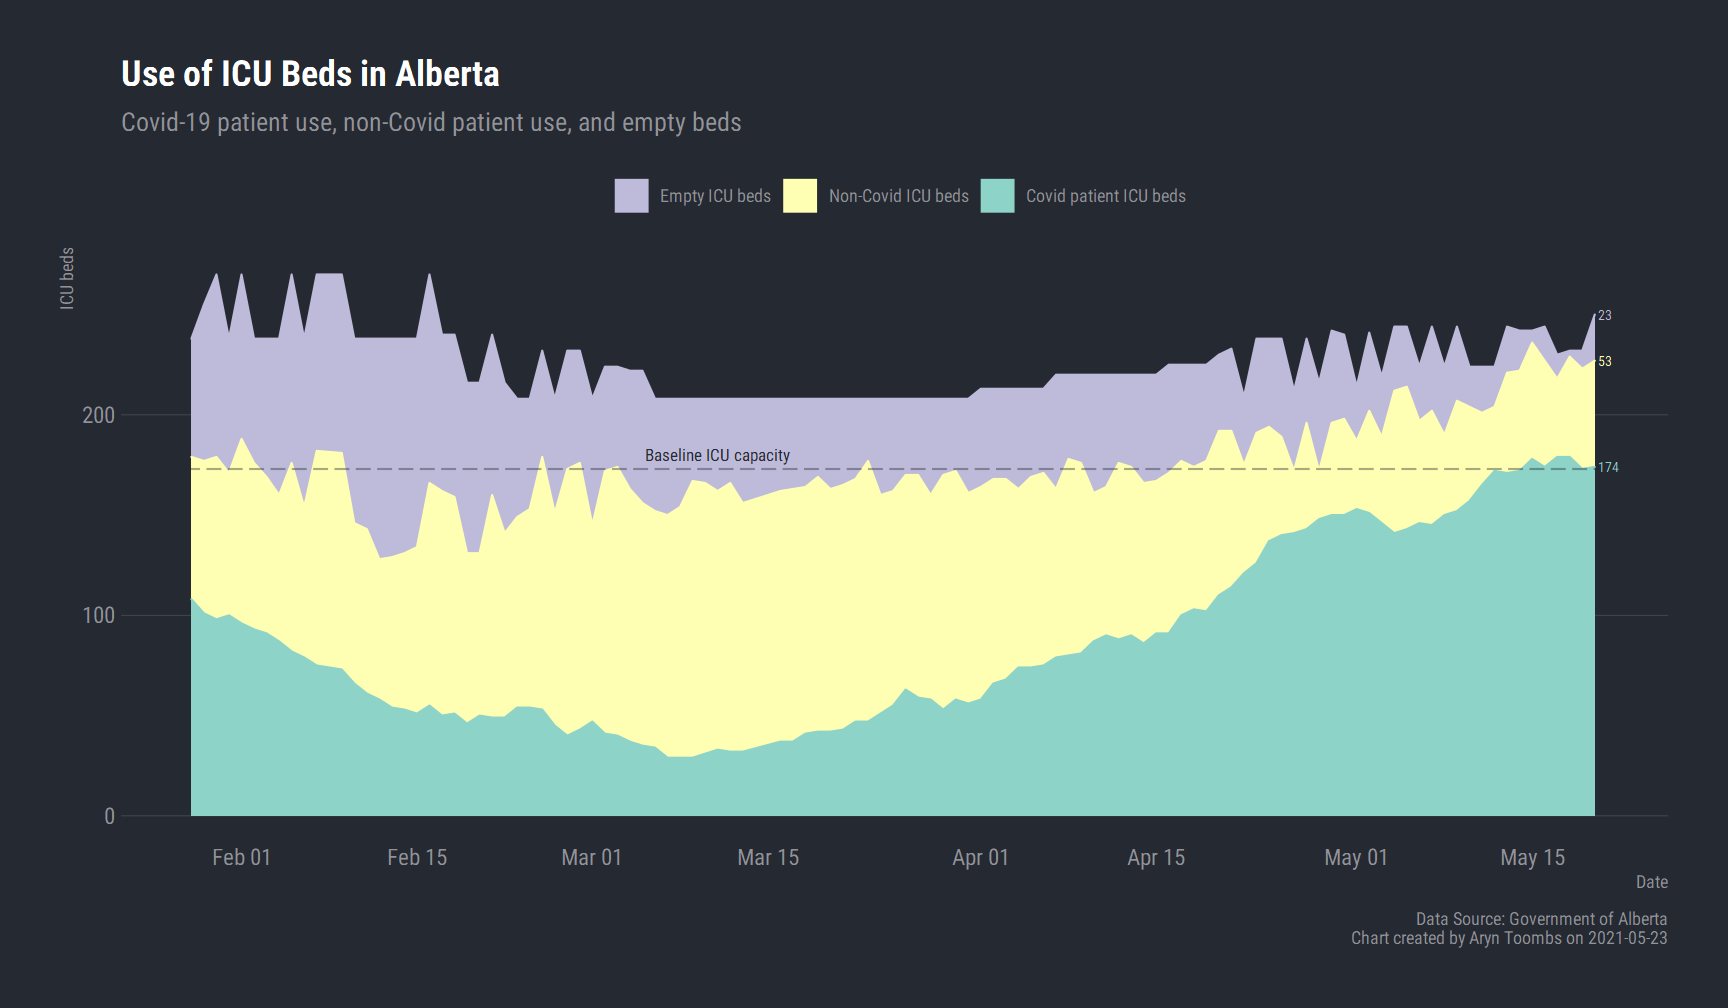 Use of ICU Beds in Alberta
Covid-19 patient use, non-Covid patient use, and empty beds
Empty ICU beds Non-Covid ICU beds Covid patient ICU beds
ICU beds
23
53
200
Baseline ICU capacity
174
100
0
Feb 01 Feb 15 Mar 01 Mar 15 Apr 01 Apr 15 May 01 May 15
Date
Data Source: Government of Alberta
Chart created by Aryn Toombs on 2021-05-23